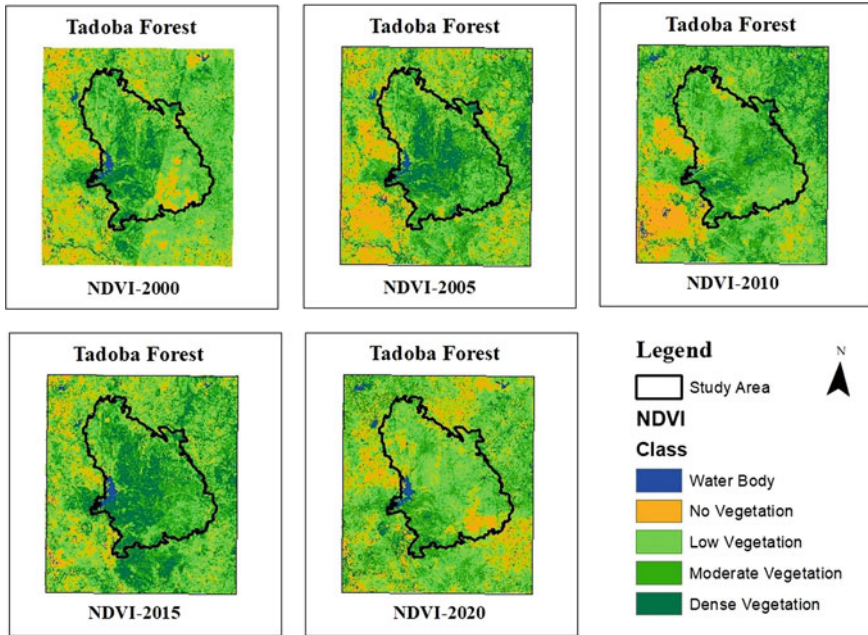 Tadoba Forest
NDVI-2000
Tadoba Forest
NDVI-2005
Tadoba Forest
NDVI-2010
Tadoba Forest
NDVI-2015
Tadoba Forest
NDVI-2020
Legend
N
Study Area
NDVI
Class
Water Body
No Vegetation
Low Vegetation
Moderate Vegetation
Dense Vegetation